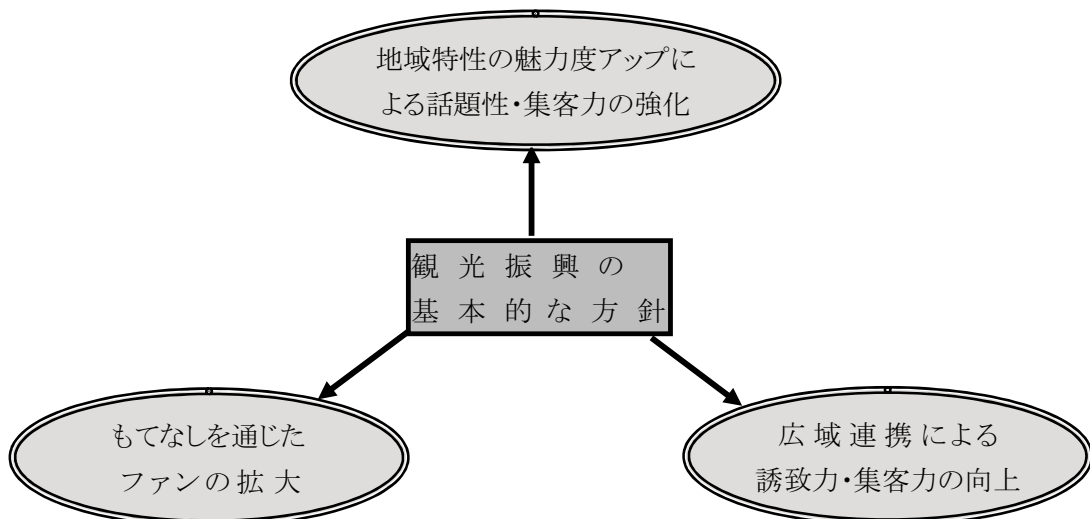 地域特性の魅力度アップに
よる話題性・集客力の強化
観光振興の
基本的な方針
もてなしを通じた
ファンの拡大
広域連携による
誘致力・集客力の向上